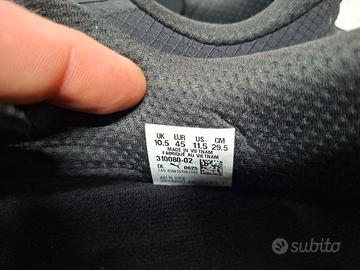 UK EUR US CM
10.5 45 11.5 29.5
MADE IN VIETNAM
FABRIQUÉ AU VIETNAM
310080-02
0625
subito